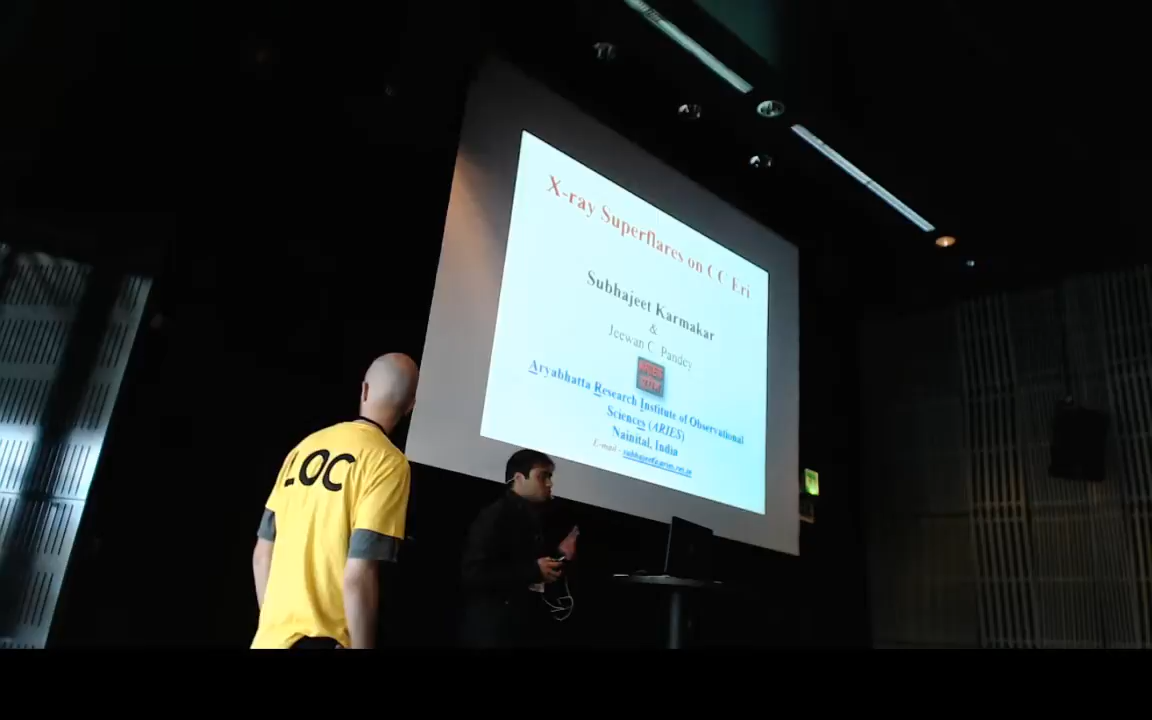 X-ray Superflares on CC Eri
Subhajeet Karmakar
&
Jeewan C. Pandey
Aryabhatta Research Institute of Observational
Sciences (ARIES)
Nainital, India
E-mail -
LOC